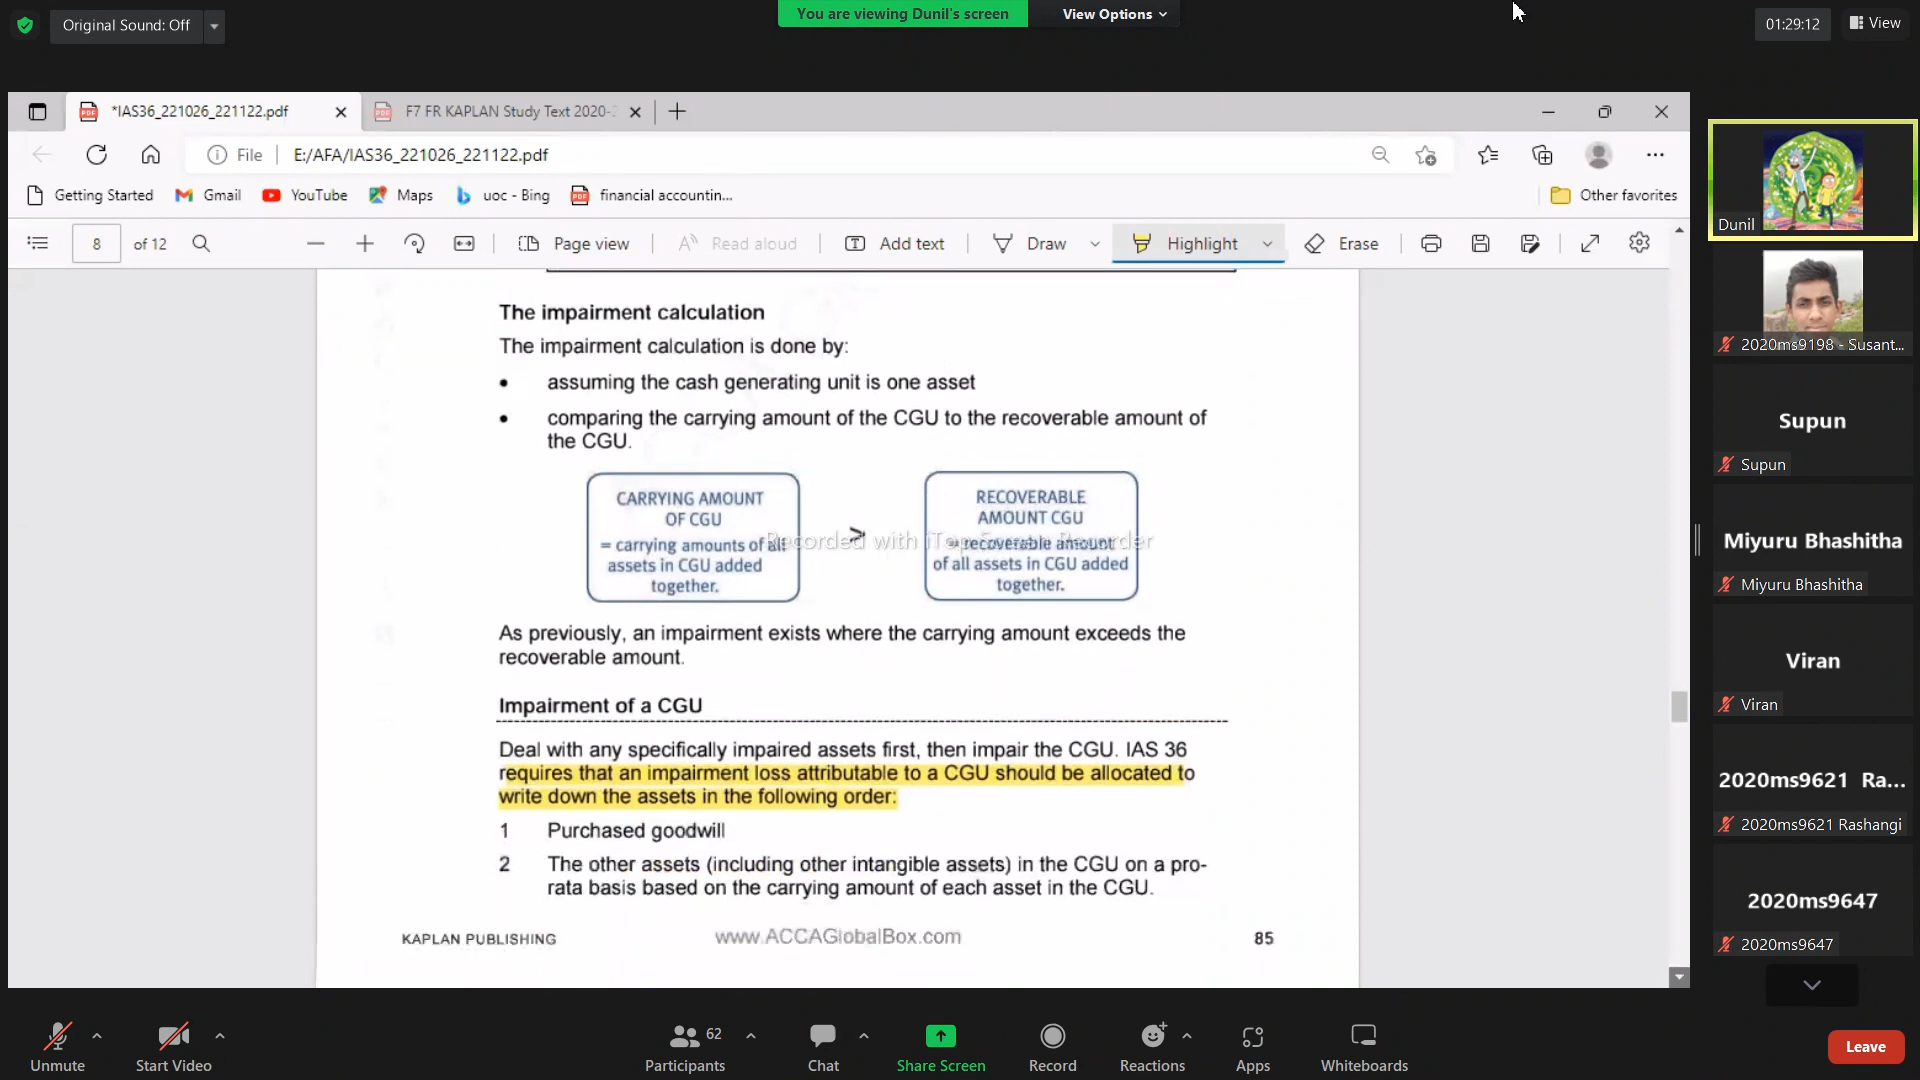 Original Sound: Off
You are viewing Dunil's screen
View Options
01:29:12
View
*IAS36_221026_221122.pdf
F7 FR KAPLAN Study Text 2020-
File
E:/AFA/IAS36_221026_221122.pdf
Getting Started
Gmail
YouTube
Maps
uoc - Bing
financial accountin...
Other favorites
8
of 12
Page view
Read aloud
Add text
Draw
Highlight
Erase
The impairment calculation
The impairment calculation is done by:
• assuming the cash generating unit is one asset
• comparing the carrying amount of the CGU to the recoverable amount of
the CGU.
CARRYING AMOUNT
OF CGU
= carrying amounts of all
assets in CGU added
together.
>
RECOVERABLE
AMOUNT CGU
= recoverable amount
of all assets in CGU added
together.
Recorded with iTop Screen Recorder
As previously, an impairment exists where the carrying amount exceeds the
recoverable amount.
Impairment of a CGU
Deal with any specifically impaired assets first, then impair the CGU. IAS 36
requires that an impairment loss attributable to a CGU should be allocated to
write down the assets in the following order:
1 Purchased goodwill
2 The other assets (including other intangible assets) in the CGU on a pro-
rata basis based on the carrying amount of each asset in the CGU.
KAPLAN PUBLISHING
www.ACCAGlobalBox.com
85
Dunil
2020ms9198 - Susant...
Supun
Supun
Miyuru Bhashitha
Miyuru Bhashitha
Viran
Viran
2020ms9621 Ra...
2020ms9621 Rashangi
2020ms9647
2020ms9647
Unmute
Start Video
62
Participants
Chat
Share Screen
Record
Reactions
Apps
Whiteboards
Leave